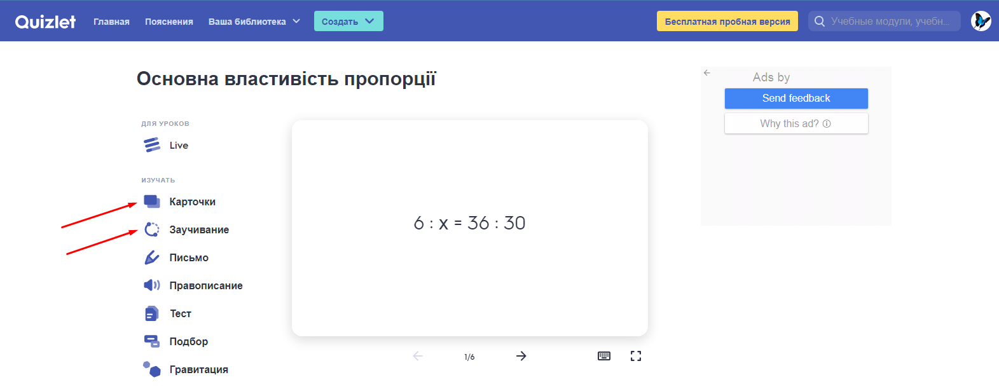 Quizlet Главная Пояснения Ваша библиотека Создать Бесплатная пробная версия Учебные модули, учебн...
Основна властивість пропорції
ДЛЯ УРОКОВ
Live
ИЗУЧАТЬ
Карточки
Заучивание
Письмо
Правописание
Тест
Подбор
Гравитация
6 : x = 36 : 30
1/6
Ads by
Send feedback
Why this ad?